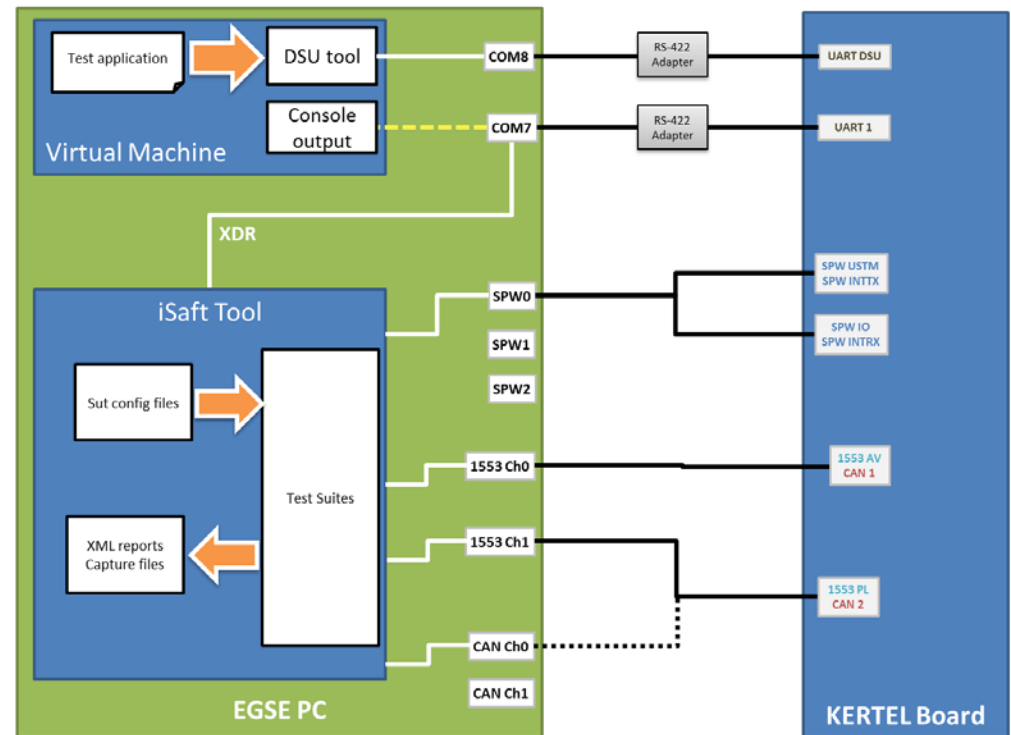 Test application
DSU tool
Console
output
Virtual Machine
COM8
COM7
RS-422
Adapter
RS-422
Adapter
UART DSU
UART 1
XDR
iSaft Tool
Sut config files
Test Suites
XML reports
Capture files
SPW0
SPW1
SPW2
1553 Ch0
1553 Ch1
CAN Ch0
CAN Ch1
SPW USTM
SPW INTTX
SPW IO
SPW INTRX
1553 AV
CAN 1
1553 PL
CAN 2
EGSE PC
KERTEL Board